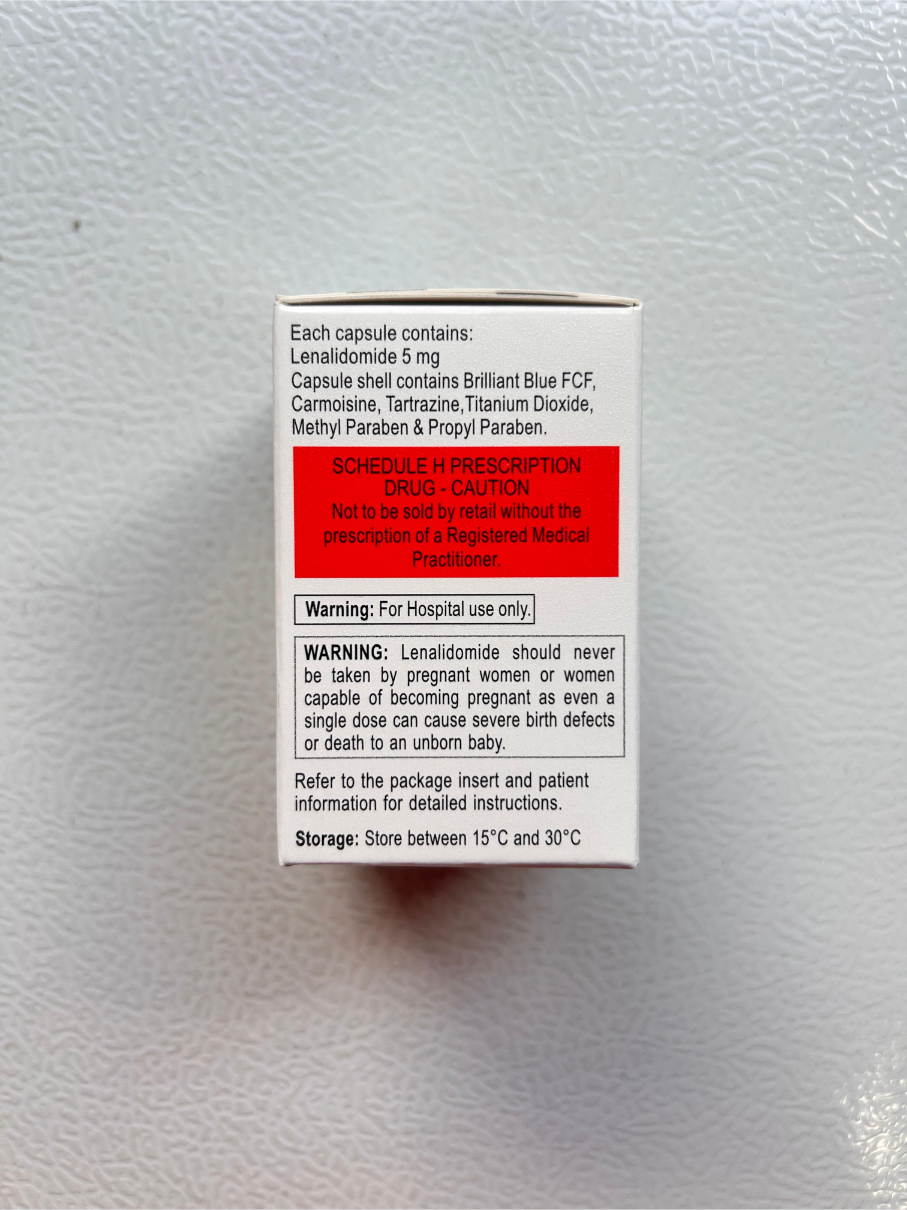 Each capsule contains:
Lenalidomide 5 mg
Capsule shell contains Brilliant Blue FCF,
Carmoisine, Tartrazine,Titanium Dioxide,
Methyl Paraben & Propyl Paraben.
SCHEDULE H PRESCRIPTION
DRUG - CAUTION
Not to be sold by retail without the
prescription of a Registered Medical
Practitioner.
Warning: For Hospital use only.
WARNING: Lenalidomide should never
be taken by pregnant women or women
capable of becoming pregnant as even a
single dose can cause severe birth defects
or death to an unborn baby.
Refer to the package insert and patient
information for detailed instructions.
Storage: Store between 15°C and 30°C